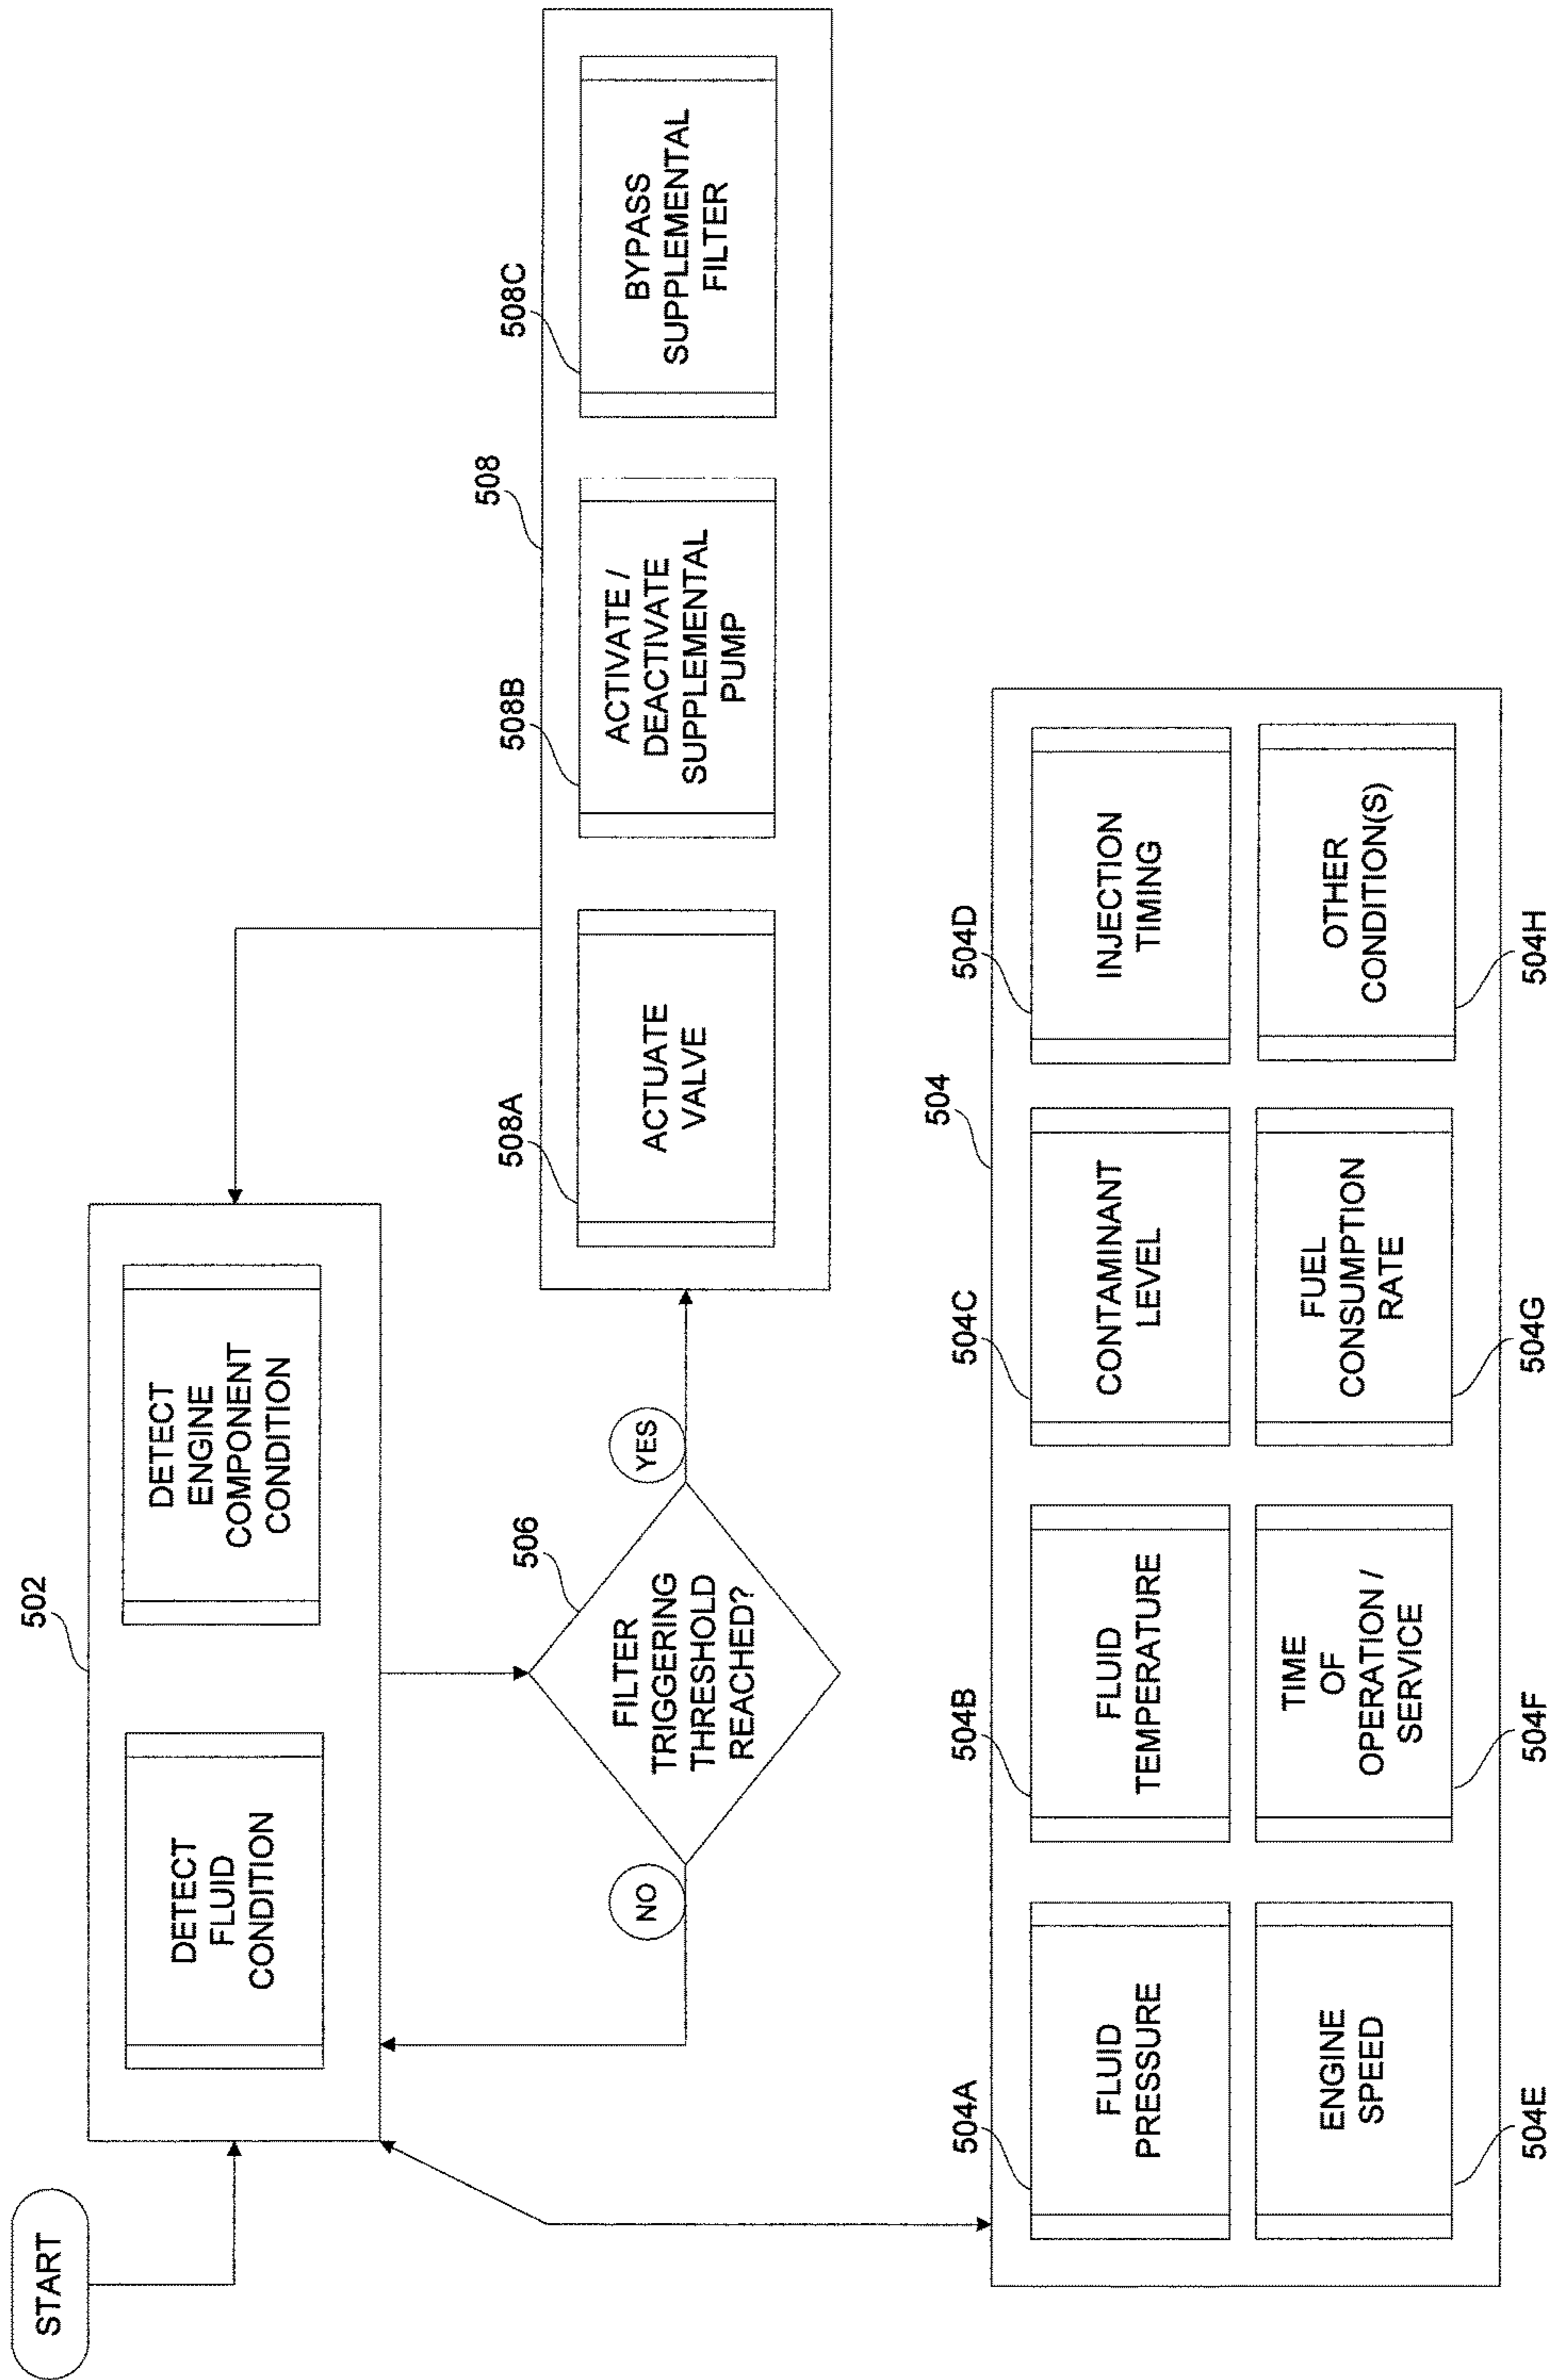 START
502
DETECT
FLUID
CONDITION
DETECT
ENGINE
COMPONENT
CONDITION
506
FILTER
TRIGGERING
THRESHOLD
REACHED?
NO
YES
508
508A
ACTUATE
VALVE
508B
ACTIVATE /
DEACTIVATE
SUPPLEMENTAL
PUMP
508C
BYPASS
SUPPLEMENTAL
FILTER
504
504A
FLUID
PRESSURE
504B
FLUID
TEMPERATURE
504C
CONTAMINANT
LEVEL
504D
INJECTION
TIMING
ENGINE
SPEED
504E
TIME
OF
OPERATION /
SERVICE
504F
FUEL
CONSUMPTION
RATE
504G
OTHER
CONDITION(S)
504H